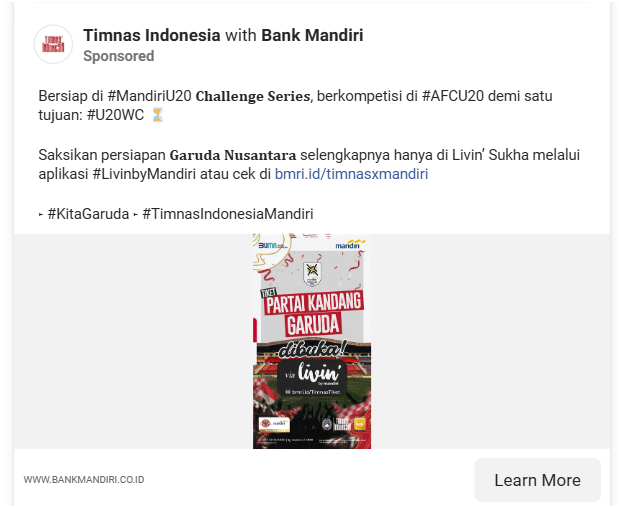 Timnas Indonesia with Bank Mandiri
Sponsored
Bersiap di #MandiriU20 Challenge Series, berkompetisi di #AFCU20 demi satu
tujuan: #U20WC ⏳
Saksikan persiapan Garuda Nusantara selengkapnya hanya di Livin’ Sukha melalui
aplikasi #LivinbyMandiri atau cek di bmri.id/timnasxmandiri
▸ #KitaGaruda ▸ #TimnasIndonesiaMandiri
BUMN
mandiri
TIKET
PARTAI KANDANG
GARUDA
dibuka!
via livin'
by mandiri
bmri.id/TimnasTiket
WWW.BANKMANDIRI.CO.ID
Learn More